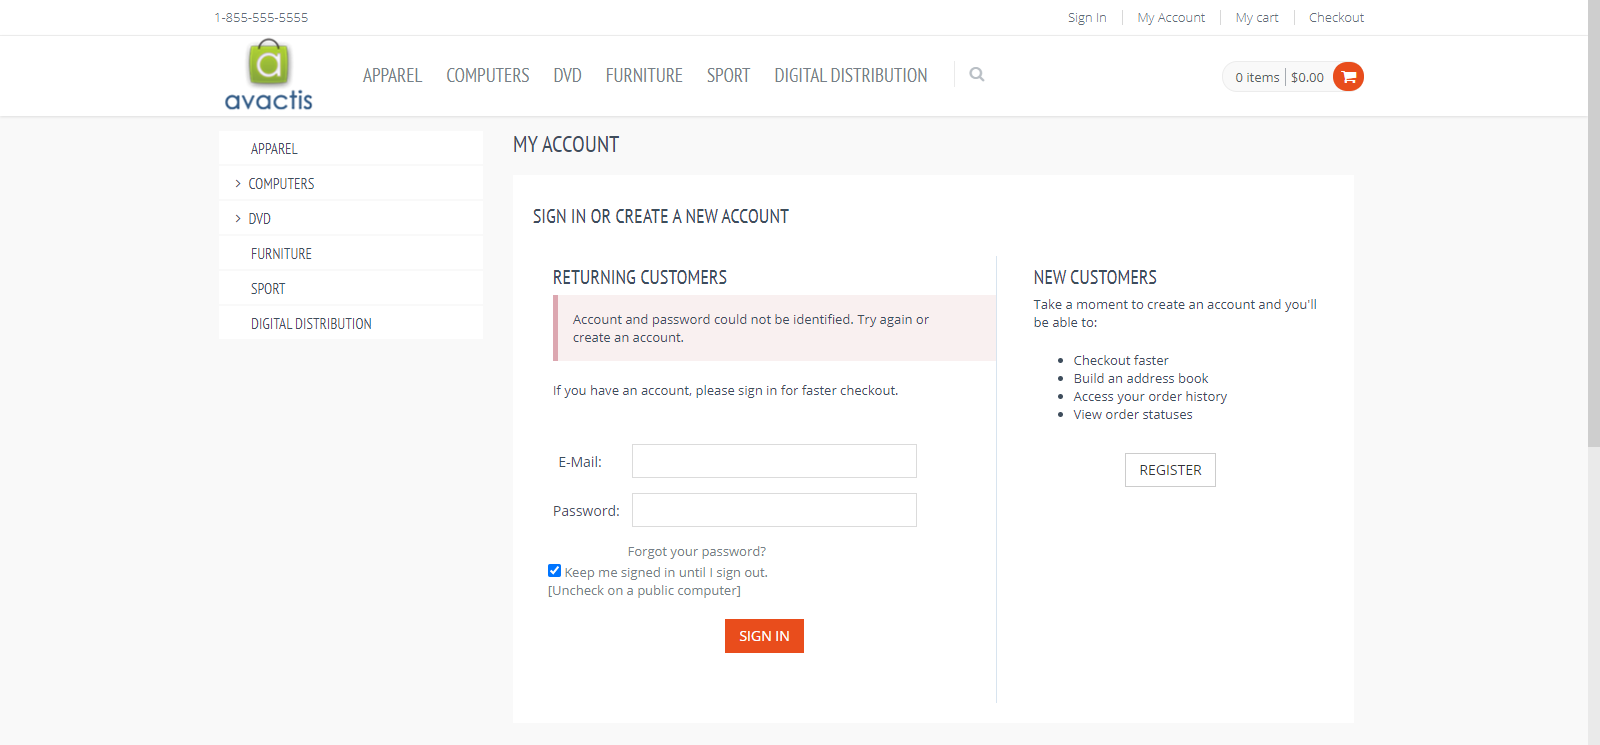 1-855-555-5555
Sign In
My Account
My cart
Checkout
avactis
APPAREL
COMPUTERS
DVD
FURNITURE
SPORT
DIGITAL DISTRIBUTION
0 items
$0.00
APPAREL
COMPUTERS
DVD
FURNITURE
SPORT
DIGITAL DISTRIBUTION
MY ACCOUNT
SIGN IN OR CREATE A NEW ACCOUNT
RETURNING CUSTOMERS
Account and password could not be identified. Try again or
create an account.
If you have an account, please sign in for faster checkout.
E-Mail:
Password:
Forgot your password?
Keep me signed in until I sign out.
[Uncheck on a public computer]
SIGN IN
NEW CUSTOMERS
Take a moment to create an account and you'll
be able to:
Checkout faster
Build an address book
Access your order history
View order statuses
REGISTER